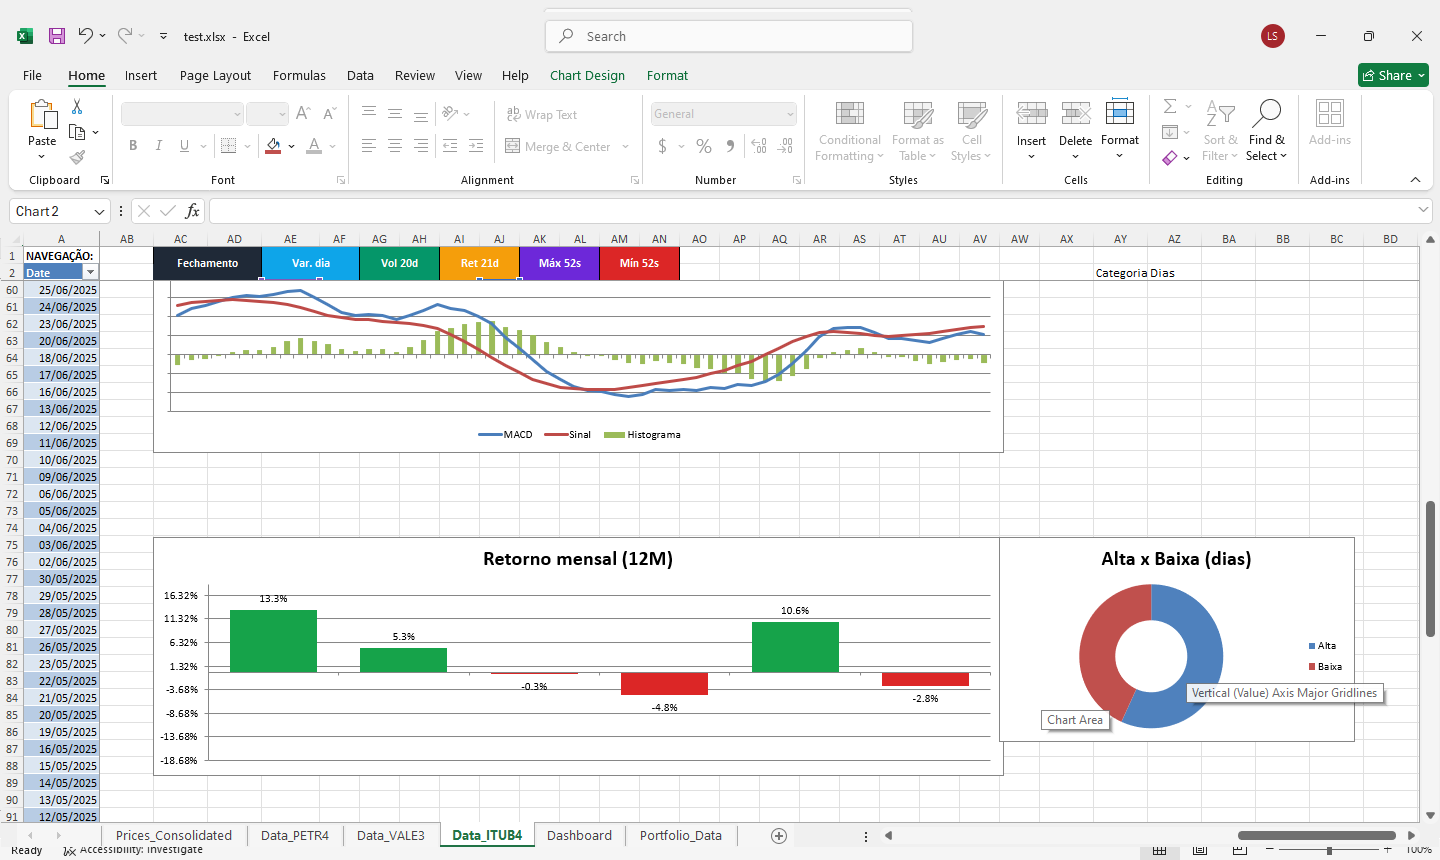 test.xlsx - Excel
Search
LS
File Home Insert Page Layout Formulas Data Review View Help Chart Design Format
Share
Paste
B I U
A
General
Wrap Text
Merge & Center
Conditional Formatting
Format as Table
Cell Styles
Insert
Delete
Format
Sort & Filter
Find & Select
Add-ins
Clipboard Font Alignment Number Styles Cells Editing Add-ins
Chart 2
fx
A AB AC AD AE AF AG AH AI AJ AK AL AM AN AO AP AQ AR AS AT AU AV AW AX AY AZ BA BB BC BD
1 NAVEGAÇÃO:
Fechamento Var. dia Vol 20d Ret 21d Máx 52s Mín 52s
2 Date
Categoria Dias
60 25/06/2025
61 24/06/2025
62 23/06/2025
63 20/06/2025
64 18/06/2025
65 17/06/2025
66 16/06/2025
67 13/06/2025
68 12/06/2025
69 11/06/2025
70 10/06/2025
71 09/06/2025
72 06/06/2025
73 05/06/2025
74 04/06/2025
75 03/06/2025
76 02/06/2025
77 30/05/2025
78 29/05/2025
79 28/05/2025
80 27/05/2025
81 26/05/2025
82 23/05/2025
83 22/05/2025
84 21/05/2025
85 20/05/2025
86 19/05/2025
87 16/05/2025
88 15/05/2025
89 14/05/2025
90 13/05/2025
91 12/05/2025
MACD Sinal Histograma
Retorno mensal (12M)
16.32%
11.32%
6.32%
1.32%
-3.68%
-8.68%
-13.68%
-18.68%
13.3%
5.3%
-0.3%
-4.8%
10.6%
-2.8%
Alta x Baixa (dias)
Alta
Baixa
Vertical (Value) Axis Major Gridlines
Chart Area
Prices_Consolidated Data_PETR4 Data_VALE3 Data_ITUB4 Dashboard Portfolio_Data
Ready Accessibility: Investigate 100%